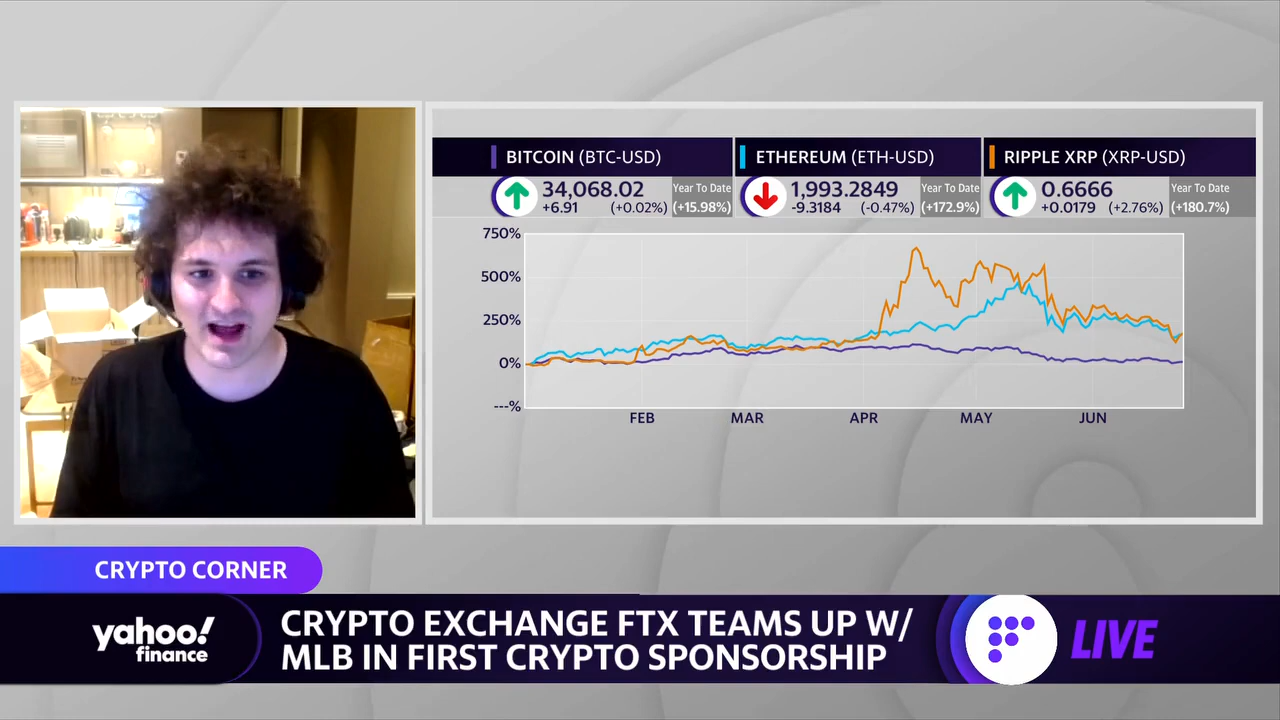 BITCOIN (BTC-USD)
34,068.02
+6.91 (+0.02%)
Year To Date
(+15.98%)
ETHEREUM (ETH-USD)
1,993.2849
-9.3184 (-0.47%)
Year To Date
(+172.9%)
RIPPLE XRP (XRP-USD)
0.6666
+0.0179 (+2.76%)
Year To Date
(+180.7%)
750%
500%
250%
0%
---%
FEB MAR APR MAY JUN
CRYPTO CORNER
yahoo!
finance
CRYPTO EXCHANGE FTX TEAMS UP W/
MLB IN FIRST CRYPTO SPONSORSHIP
LIVE